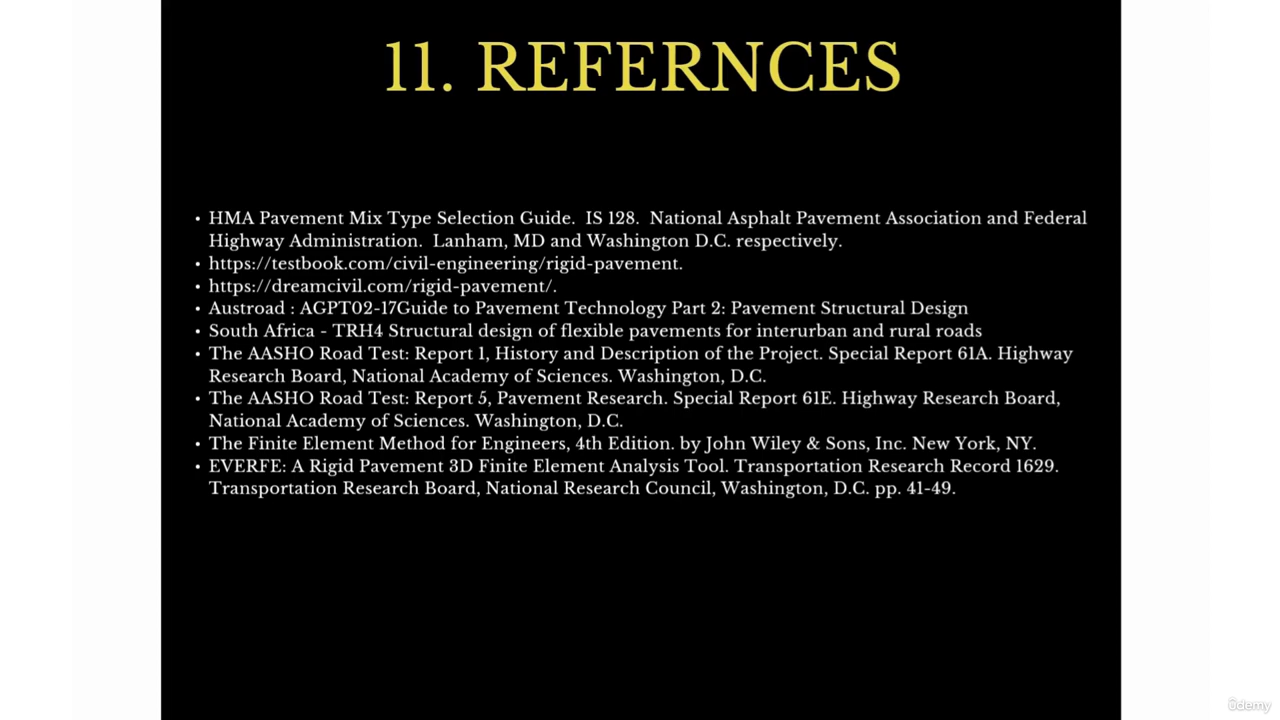 11. REFERNCES
• HMA Pavement Mix Type Selection Guide.  IS 128.  National Asphalt Pavement Association and Federal
Highway Administration.  Lanham, MD and Washington D.C. respectively.
• https://testbook.com/civil-engineering/rigid-pavement.
• https://dreamcivil.com/rigid-pavement/.
• Austroad : AGPT02-17Guide to Pavement Technology Part 2: Pavement Structural Design
• South Africa - TRH4 Structural design of flexible pavements for interurban and rural roads
• The AASHO Road Test: Report 1, History and Description of the Project. Special Report 61A. Highway
Research Board, National Academy of Sciences. Washington, D.C.
• The AASHO Road Test: Report 5, Pavement Research. Special Report 61E. Highway Research Board,
National Academy of Sciences. Washington, D.C.
• The Finite Element Method for Engineers, 4th Edition. by John Wiley & Sons, Inc. New York, NY.
• EVERFE: A Rigid Pavement 3D Finite Element Analysis Tool. Transportation Research Record 1629.
Transportation Research Board, National Research Council, Washington, D.C. pp. 41-49.
ûdemy